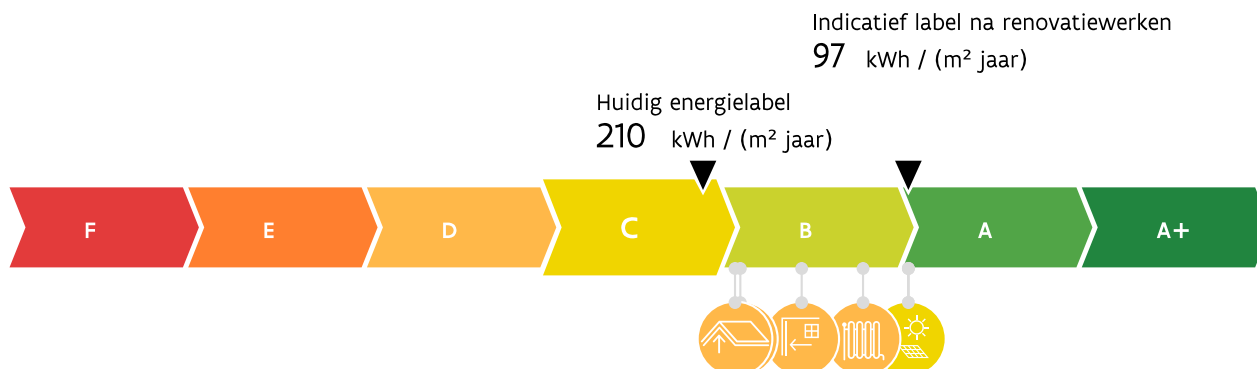 Indicatief label na renovatiewerken
97 kWh / (m² jaar)
Huidig energielabel
210 kWh / (m² jaar)
F E D C B A A+